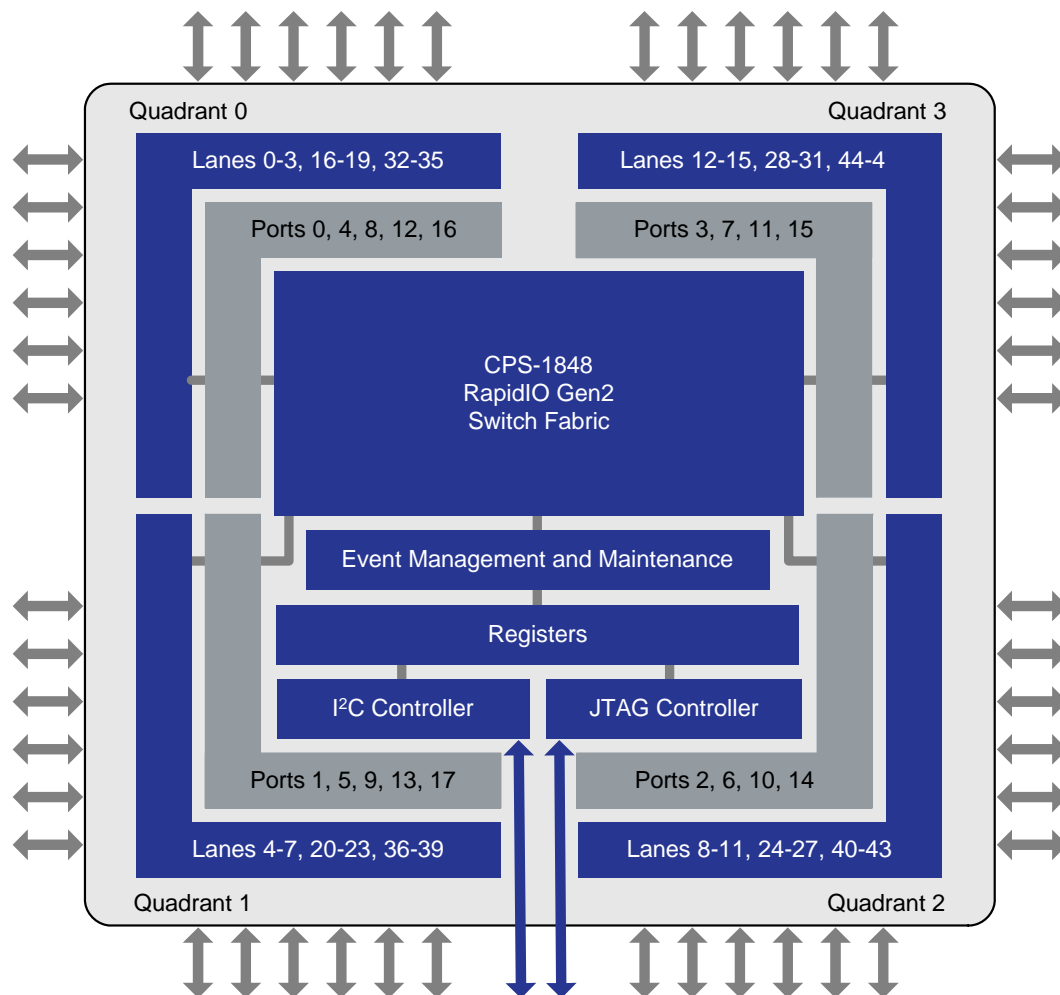 Quadrant 0
Quadrant 3
Lanes 0-3, 16-19, 32-35
Lanes 12-15, 28-31, 44-4
Ports 0, 4, 8, 12, 16
Ports 3, 7, 11, 15
CPS-1848
RapidIO Gen2
Switch Fabric
Event Management and Maintenance
Registers
I²C Controller
JTAG Controller
Ports 1, 5, 9, 13, 17
Ports 2, 6, 10, 14
Lanes 4-7, 20-23, 36-39
Lanes 8-11, 24-27, 40-43
Quadrant 1
Quadrant 2